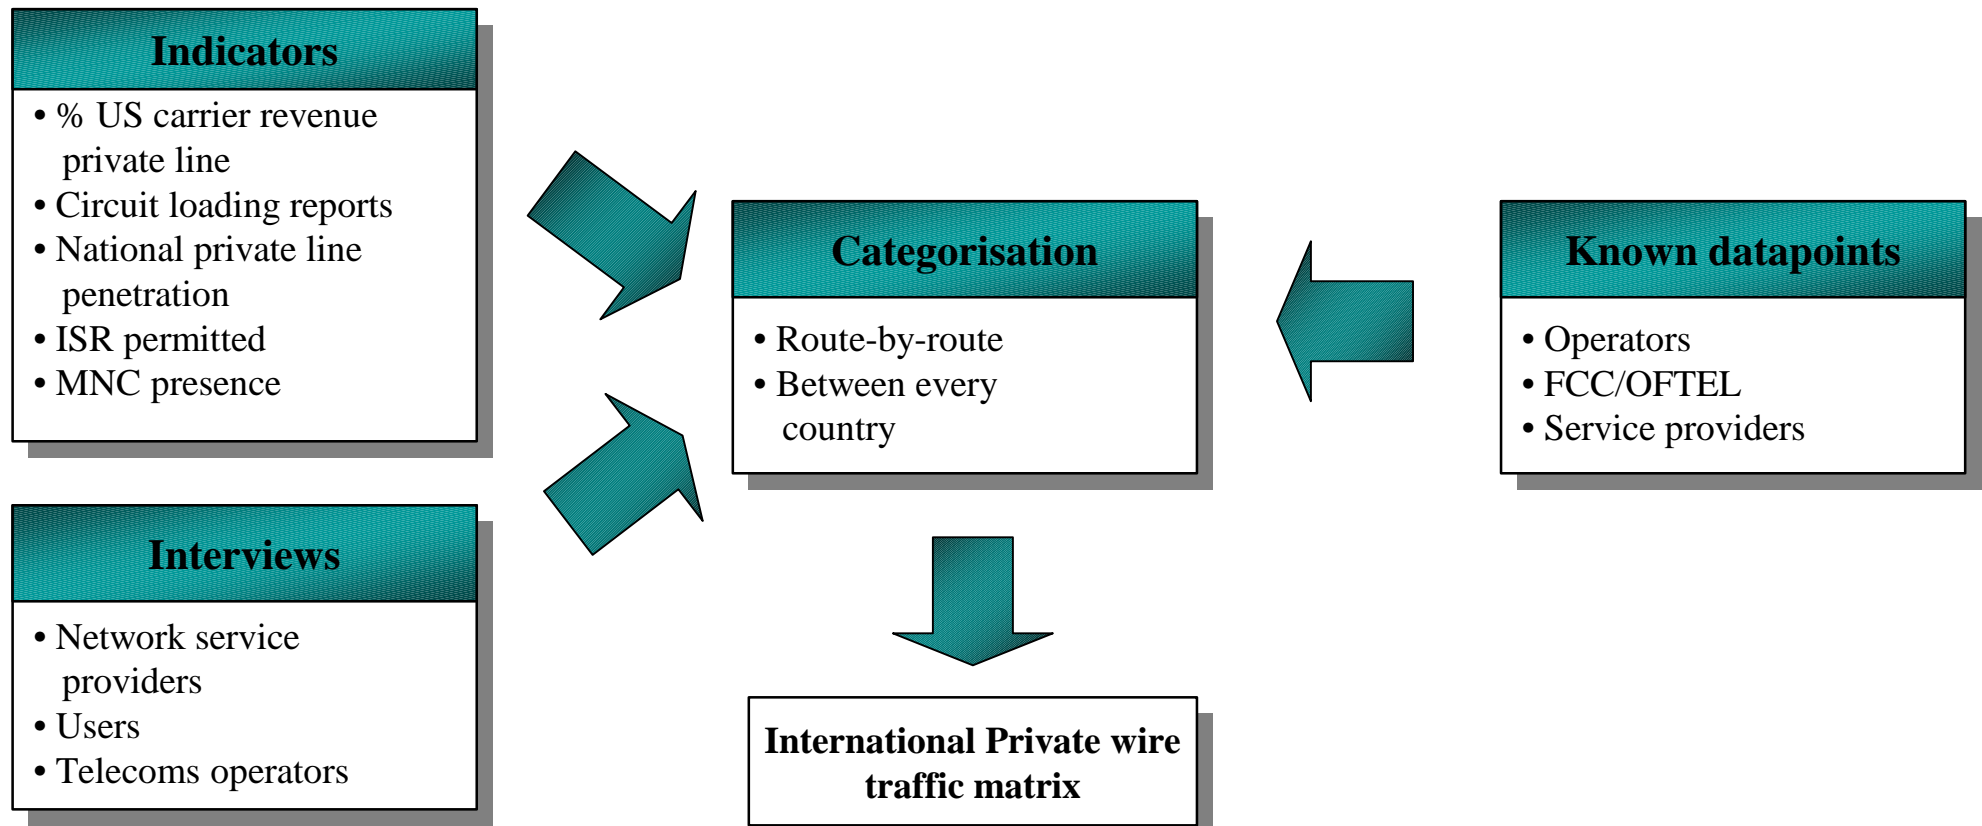 Indicators
• % US carrier revenue
private line
• Circuit loading reports
• National private line
penetration
• ISR permitted
• MNC presence
Interviews
• Network service
providers
• Users
• Telecoms operators
Categorisation
• Route-by-route
• Between every
country
International Private wire
traffic matrix
Known datapoints
• Operators
• FCC/OFTEL
• Service providers